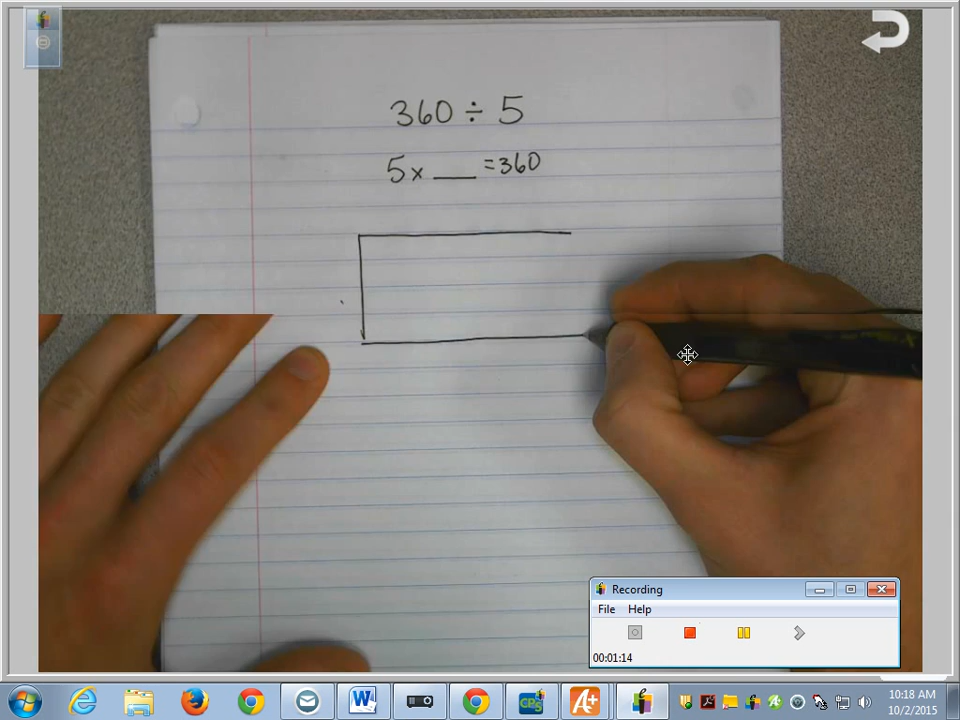 360 ÷ 5
5 x ___ = 360
Recording
File Help
00:01:14
10:18 AM
10/2/2015